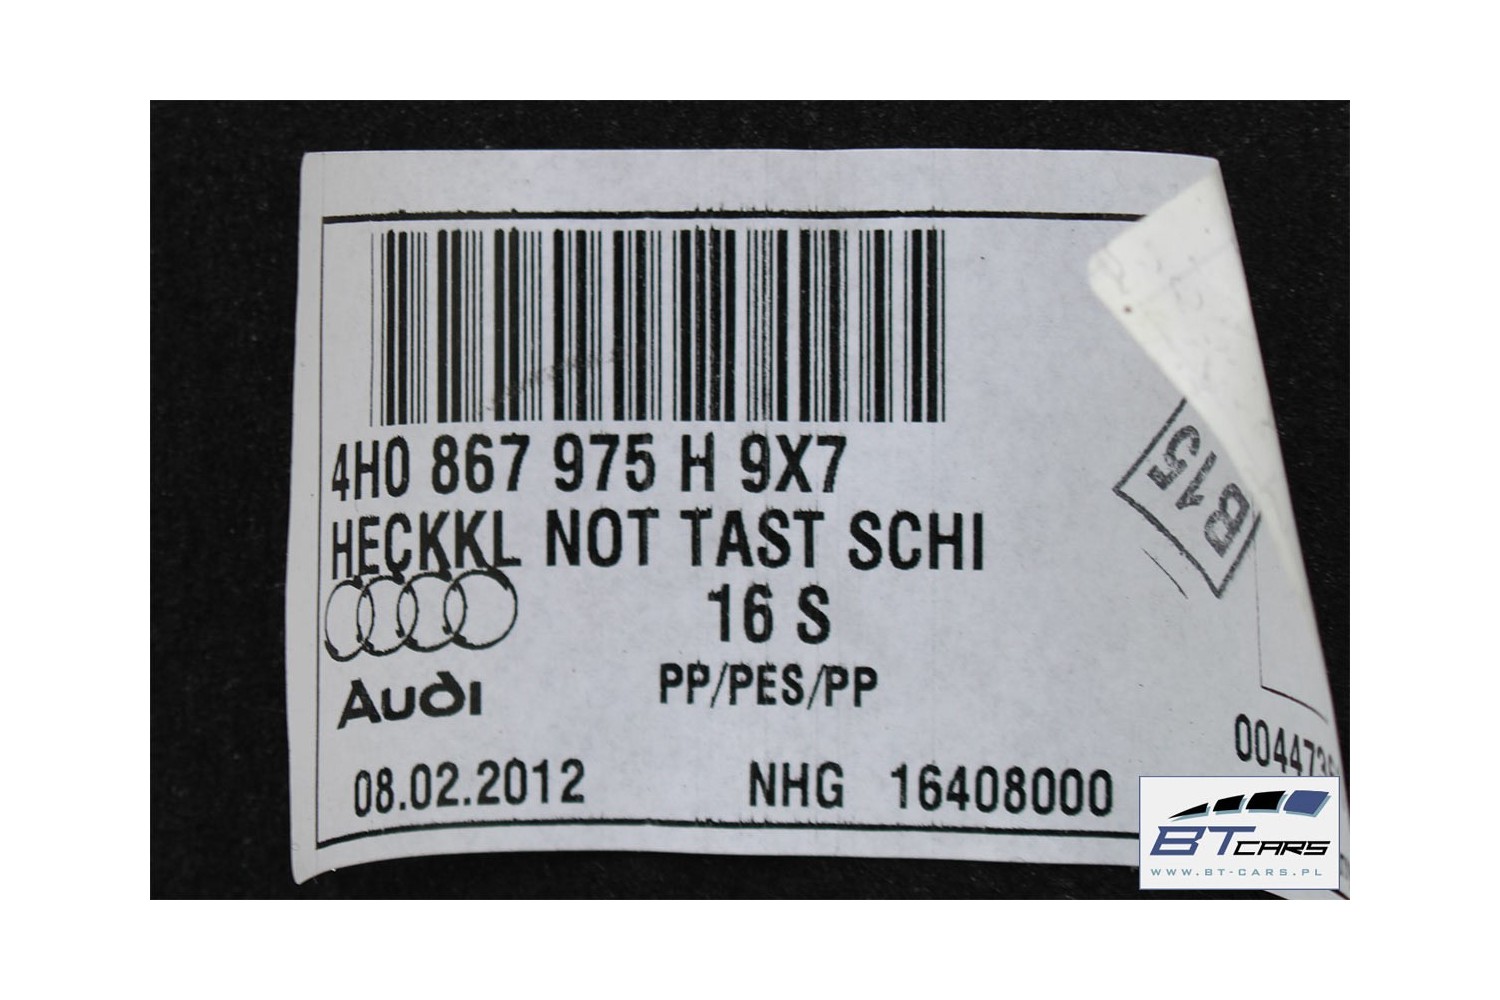 4H0 867 975 H 9X7
HECKKL NOT TAST SCHI
16 S
PP/PES/PP
Audi
08.02.2012 NHG 16408000
BT CARS
WWW.BT-CARS.PL